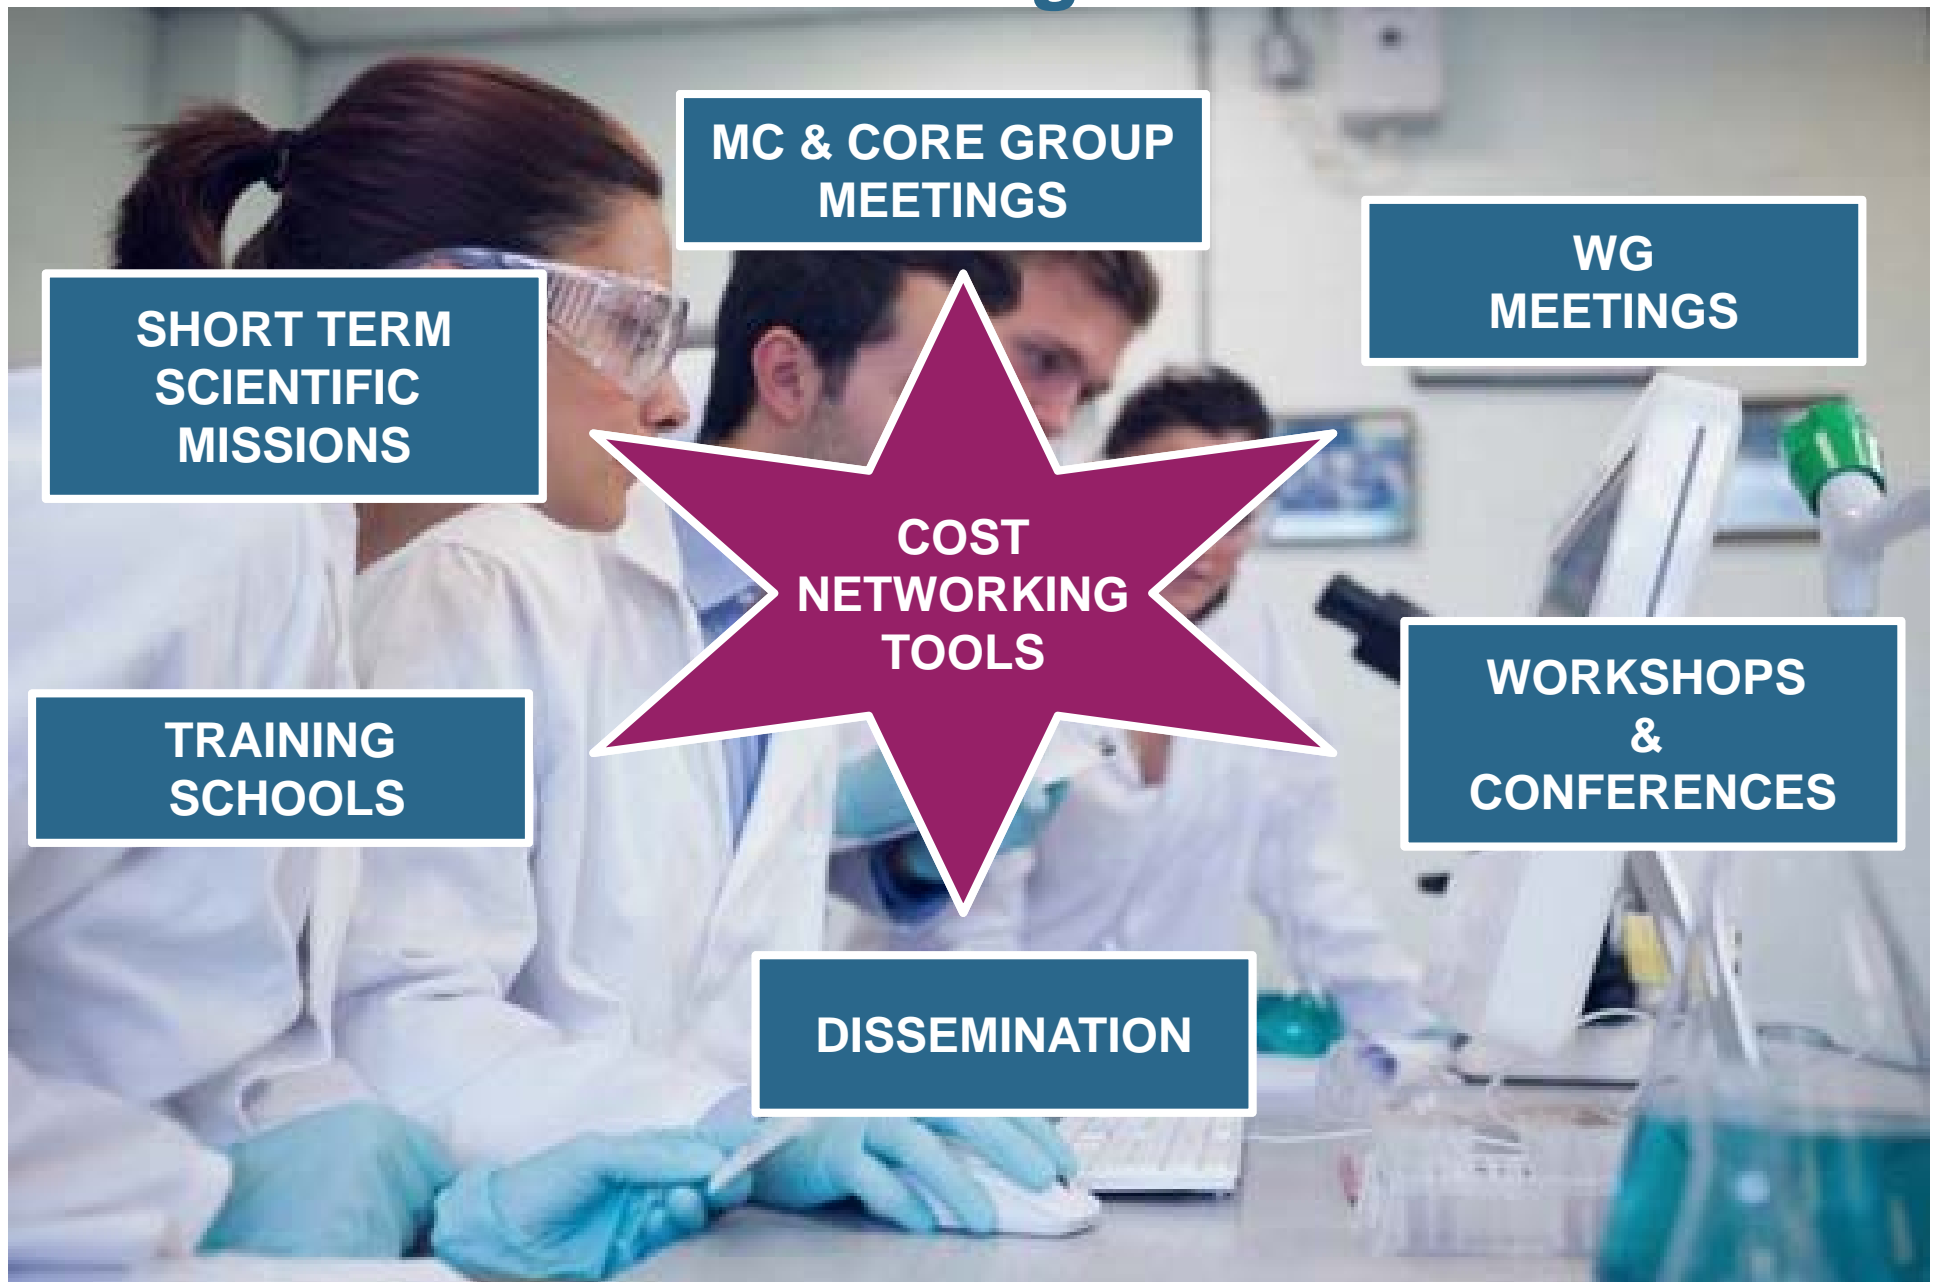 MC & CORE GROUP
MEETINGS
WG
MEETINGS
SHORT TERM
SCIENTIFIC
MISSIONS
COST
NETWORKING
TOOLS
WORKSHOPS
&
CONFERENCES
TRAINING
SCHOOLS
DISSEMINATION